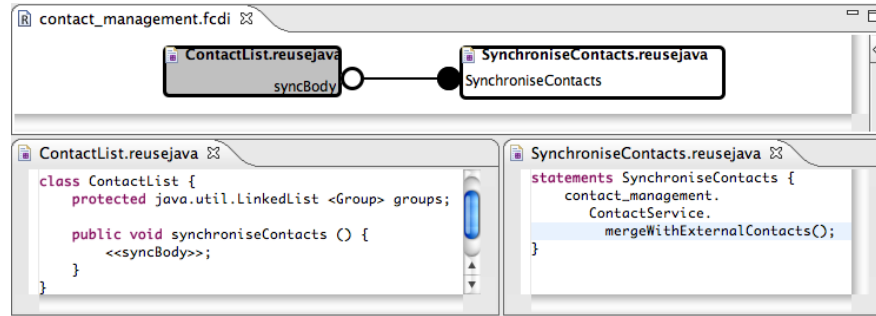 contact_management.fcdi
ContactList.reusejava
syncBody
SynchroniseContacts.reusejava
SynchroniseContacts
ContactList.reusejava
class ContactList {
protected java.util.LinkedList <Group> groups;
public void synchroniseContacts () {
<<syncBody>>;
}
}
SynchroniseContacts.reusejava
statements SynchroniseContacts {
contact_management.
ContactService.
mergeWithExternalContacts();
}